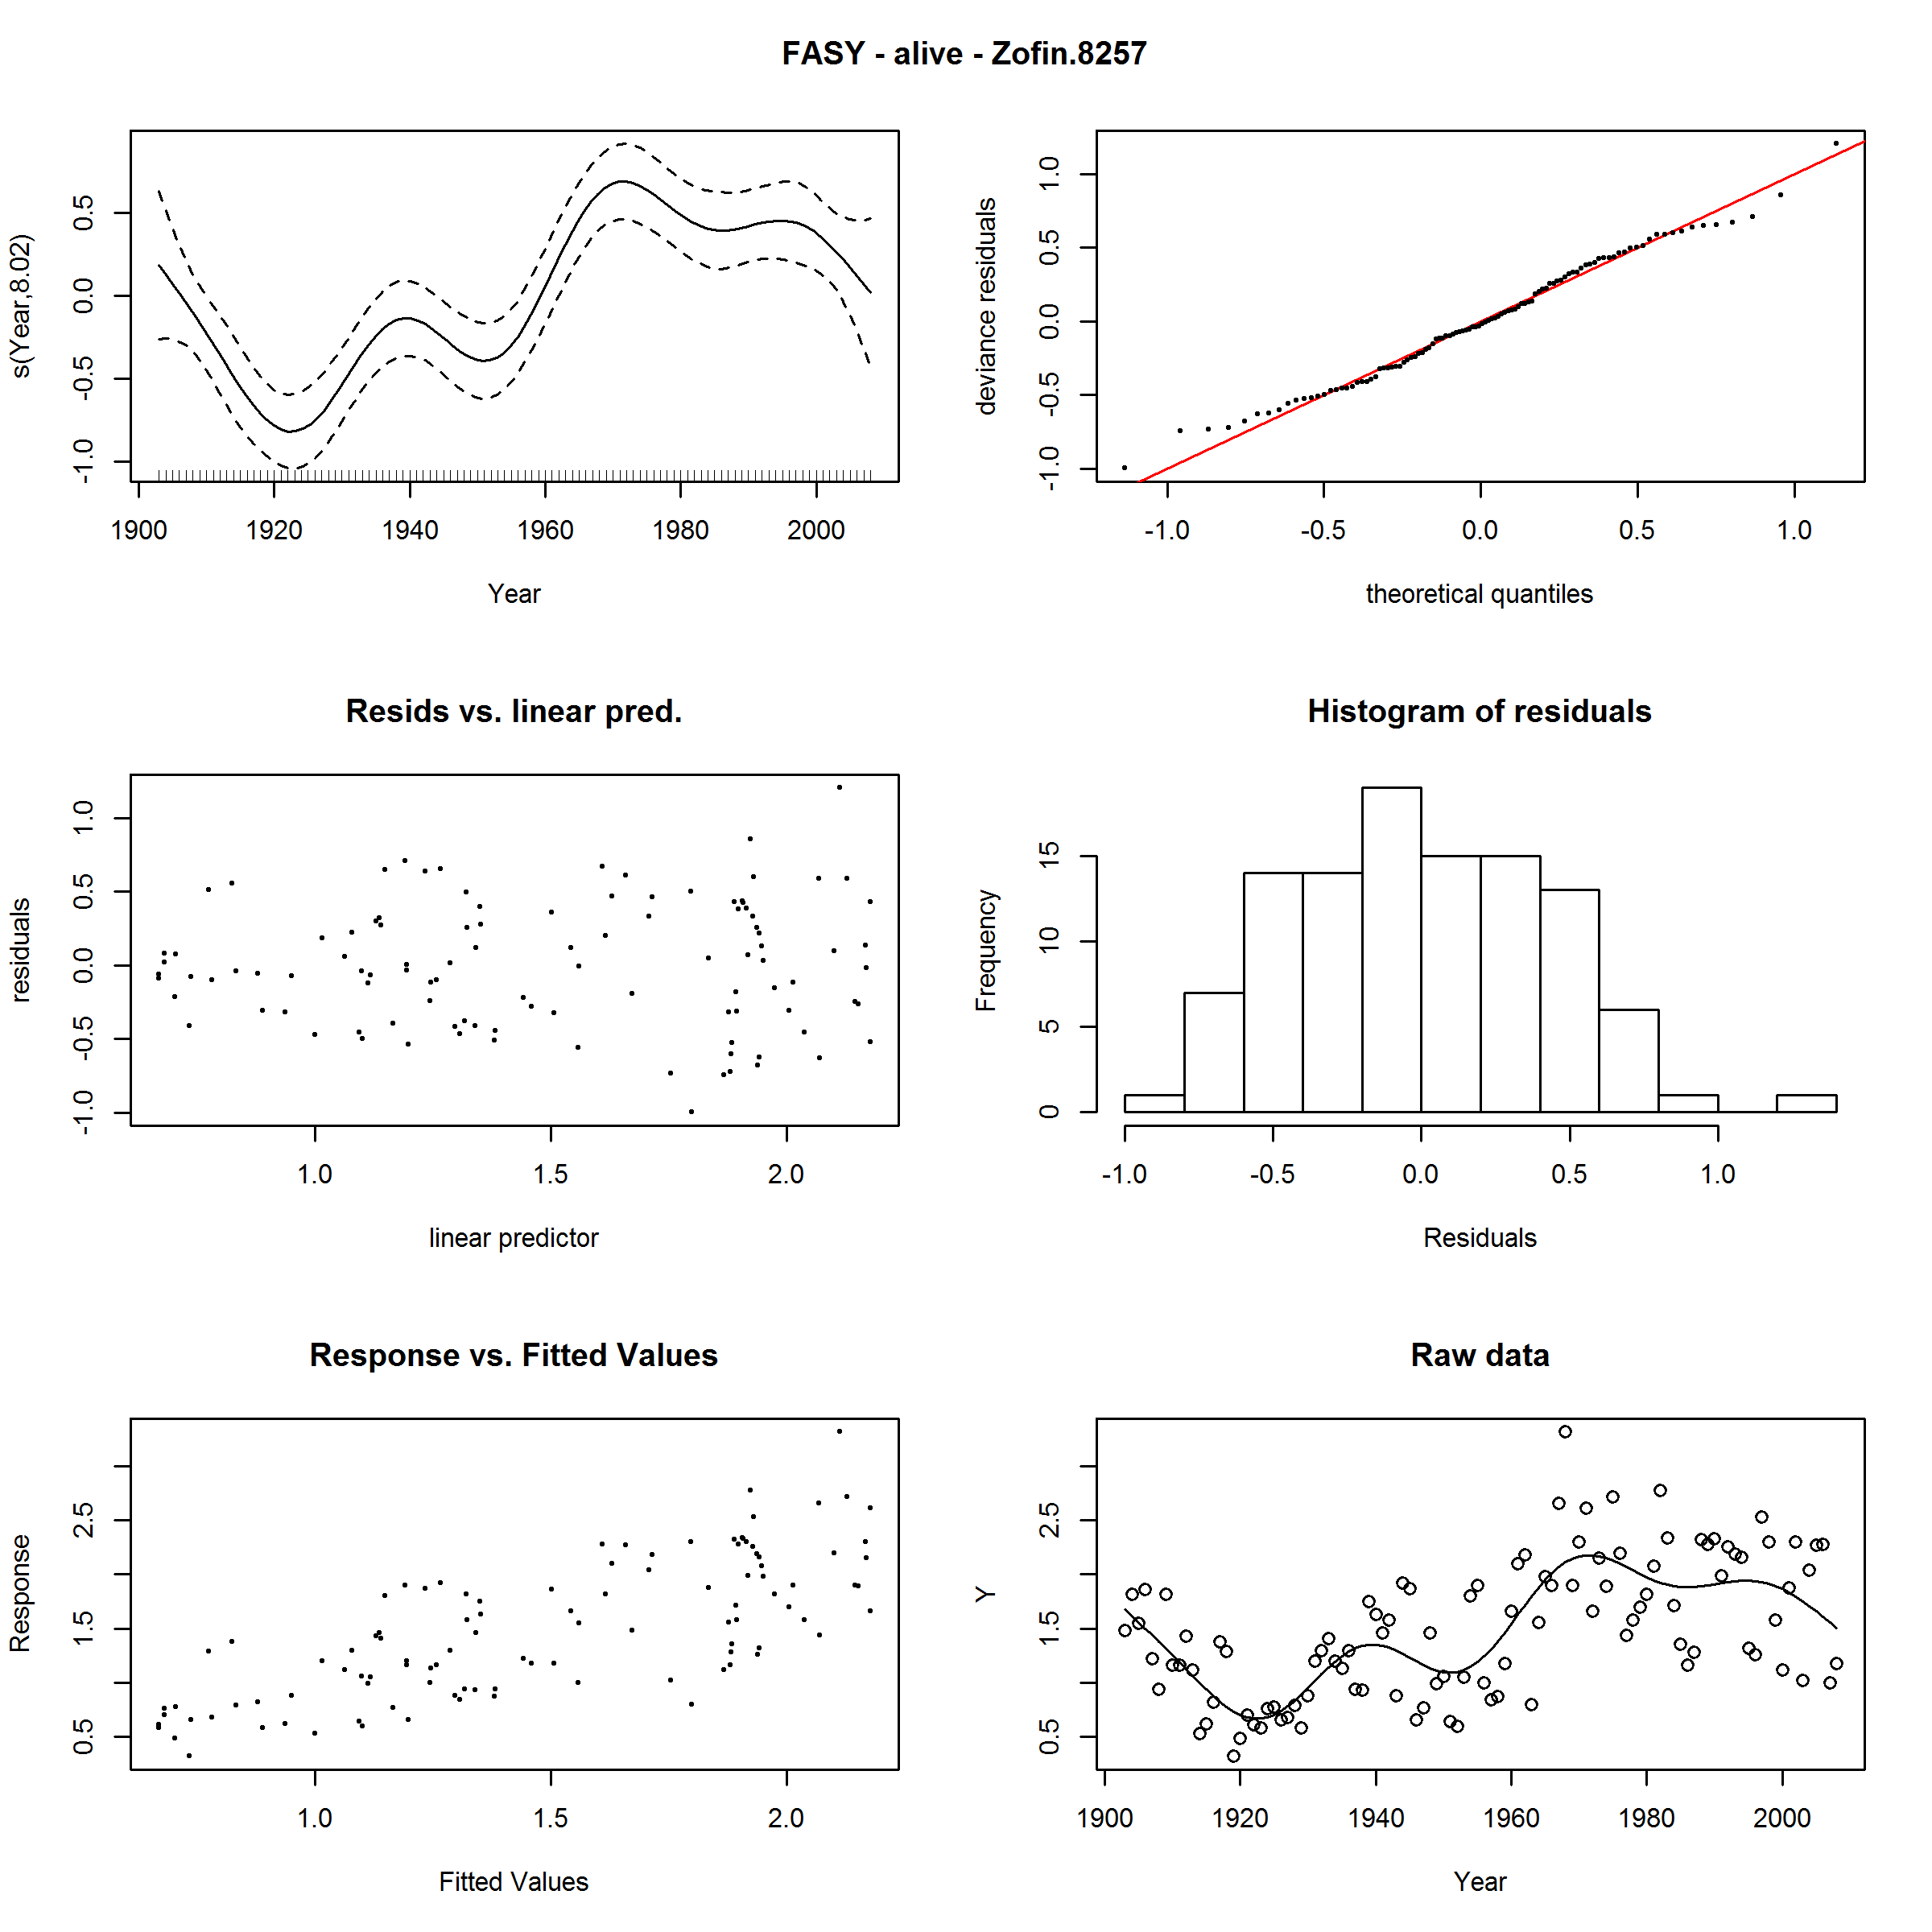 FASY - alive - Zofin.8257
s(Year,8.02)
-1.0 -0.5 0.0 0.5
1900 1920 1940 1960 1980 2000
Year
deviance residuals
-1.0 -0.5 0.0 0.5 1.0
-1.0 -0.5 0.0 0.5 1.0
theoretical quantiles
Resids vs. linear pred.
residuals
-1.0 -0.5 0.0 0.5 1.0
1.0 1.5 2.0
linear predictor
Histogram of residuals
Frequency
0 5 10 15
-1.0 -0.5 0.0 0.5 1.0
Residuals
Response vs. Fitted Values
Response
0.5 1.5 2.5
1.0 1.5 2.0
Fitted Values
Raw data
Y
0.5 1.5 2.5
1900 1920 1940 1960 1980 2000
Year